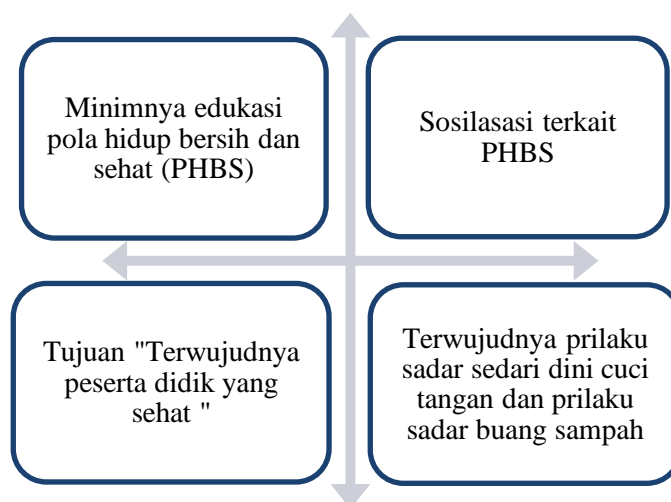 Minimnya edukasi
pola hidup bersih dan
sehat (PHBS)
Sosilasasi terkait
PHBS
Tujuan "Terwujudnya
peserta didik yang
sehat "
Terwujudnya prilaku
sadar sedari dini cuci
tangan dan prilaku
sadar buang sampah